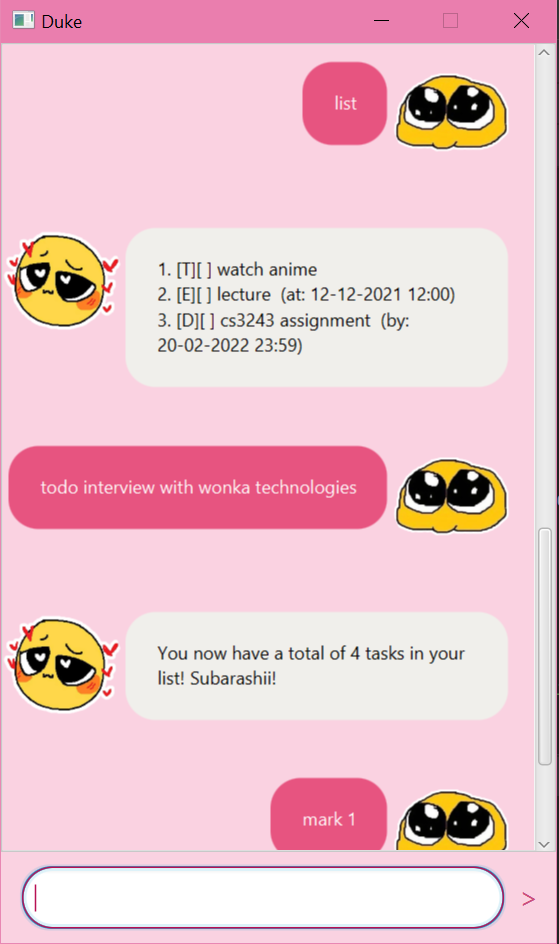 Duke
list
1. [T][ ] watch anime
2. [E][ ] lecture  (at: 12-12-2021 12:00)
3. [D][ ] cs3243 assignment  (by:
20-02-2022 23:59)
todo interview with wonka technologies
You now have a total of 4 tasks in your
list! Subarashii!
mark 1
>